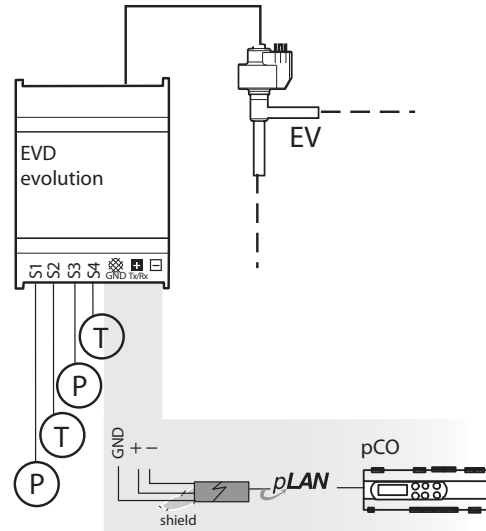 EV
EVD
evolution
S1
S2
S3
S4
GND
Tx/Rx
T
P
T
P
GND
+
−
shield
pLAN
pCO